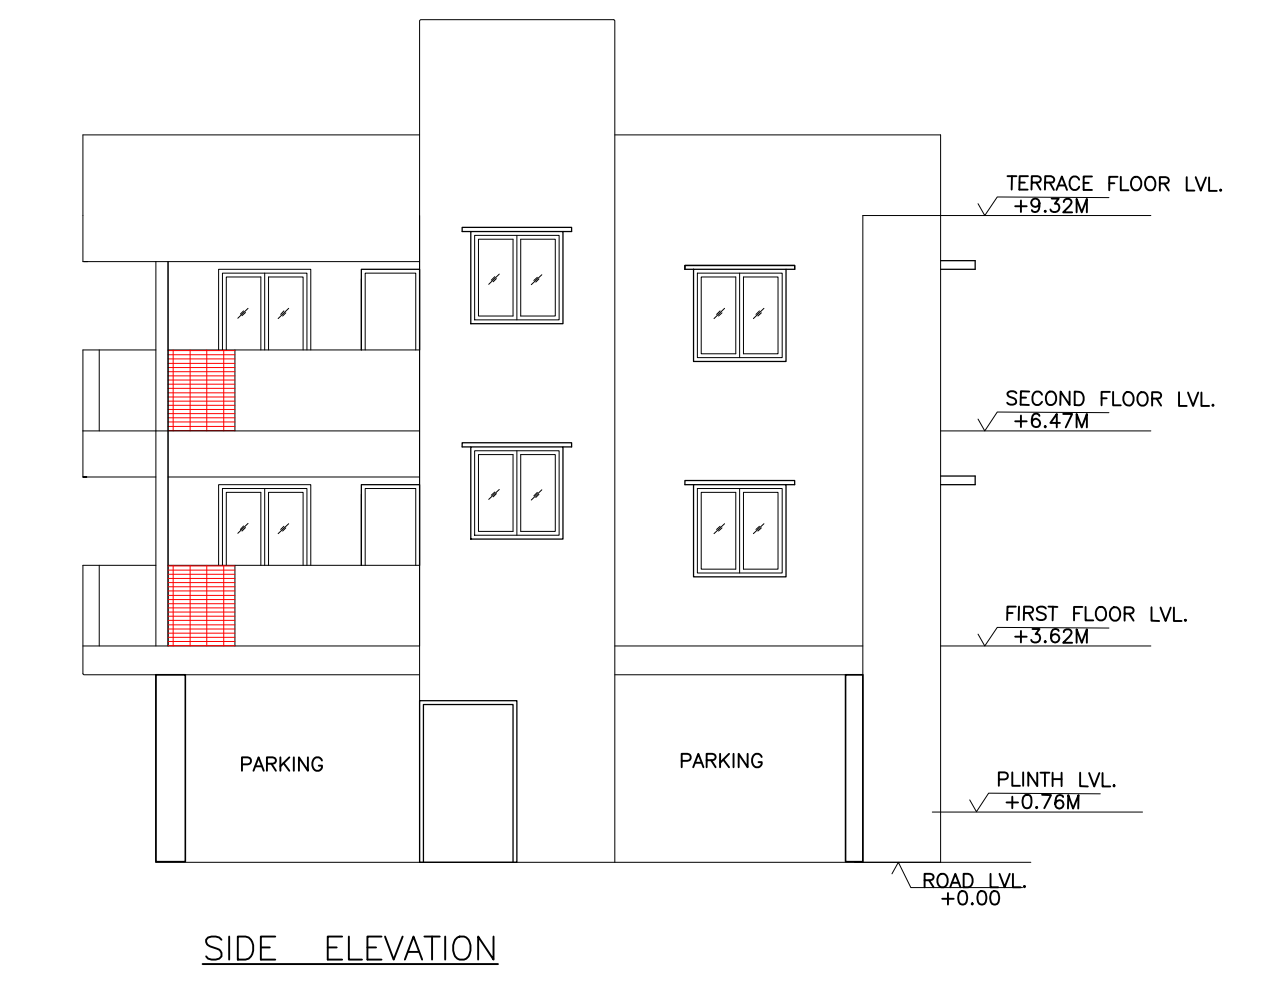 TERRACE FLOOR LVL.
+9.32M
SECOND FLOOR LVL.
+6.47M
FIRST FLOOR LVL.
+3.62M
PARKING
PARKING
PLINTH LVL.
+0.76M
ROAD LVL.
+0.00
SIDE ELEVATION